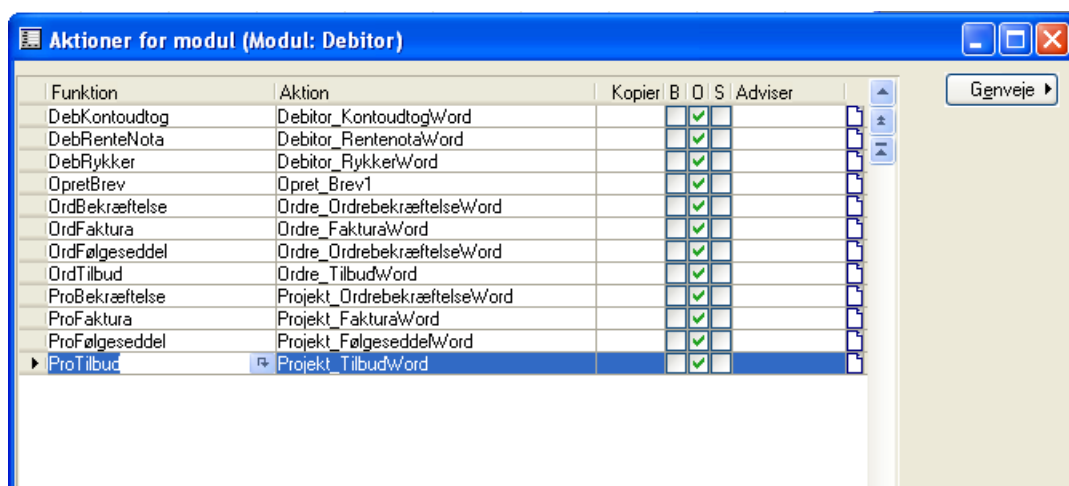 Aktioner for modul (Modul: Debitor)
Genveje
Funktion Aktion Kopier B O S Adviser
DebKontoudtog Debitor_KontoudtogWord
DebRenteNota Debitor_RentenotaWord
DebRykker Debitor_RykkerWord
OpretBrev Opret_Brev1
OrdBekræftelse Ordre_OrdrebekræftelseWord
OrdFaktura Ordre_FakturaWord
OrdFølgeseddel Ordre_OrdrebekræftelseWord
OrdTilbud Ordre_TilbudWord
ProBekræftelse Projekt_OrdrebekræftelseWord
ProFaktura Projekt_FakturaWord
ProFølgeseddel Projekt_FølgeseddelWord
ProTilbud Projekt_TilbudWord